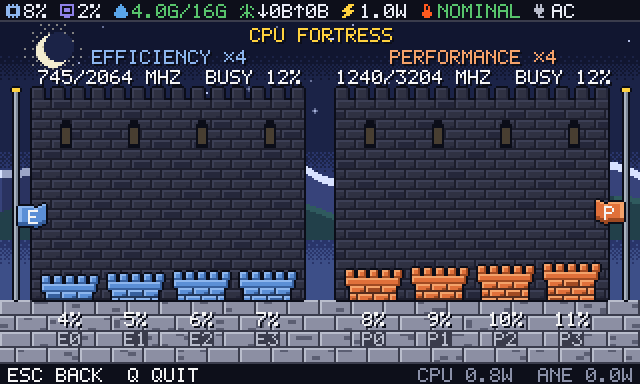 8% 2% 4.0G/16G ↓0B↑0B 1.0W NOMINAL AC
CPU FORTRESS
EFFICIENCY ×4 PERFORMANCE ×4
745/2064 MHZ BUSY 12% 1240/3204 MHZ BUSY 12%
E P
4% 5% 6% 7% 8% 9% 10% 11%
E0 E1 E2 E3 P0 P1 P2 P3
ESC BACK Q QUIT CPU 0.8W ANE 0.0W